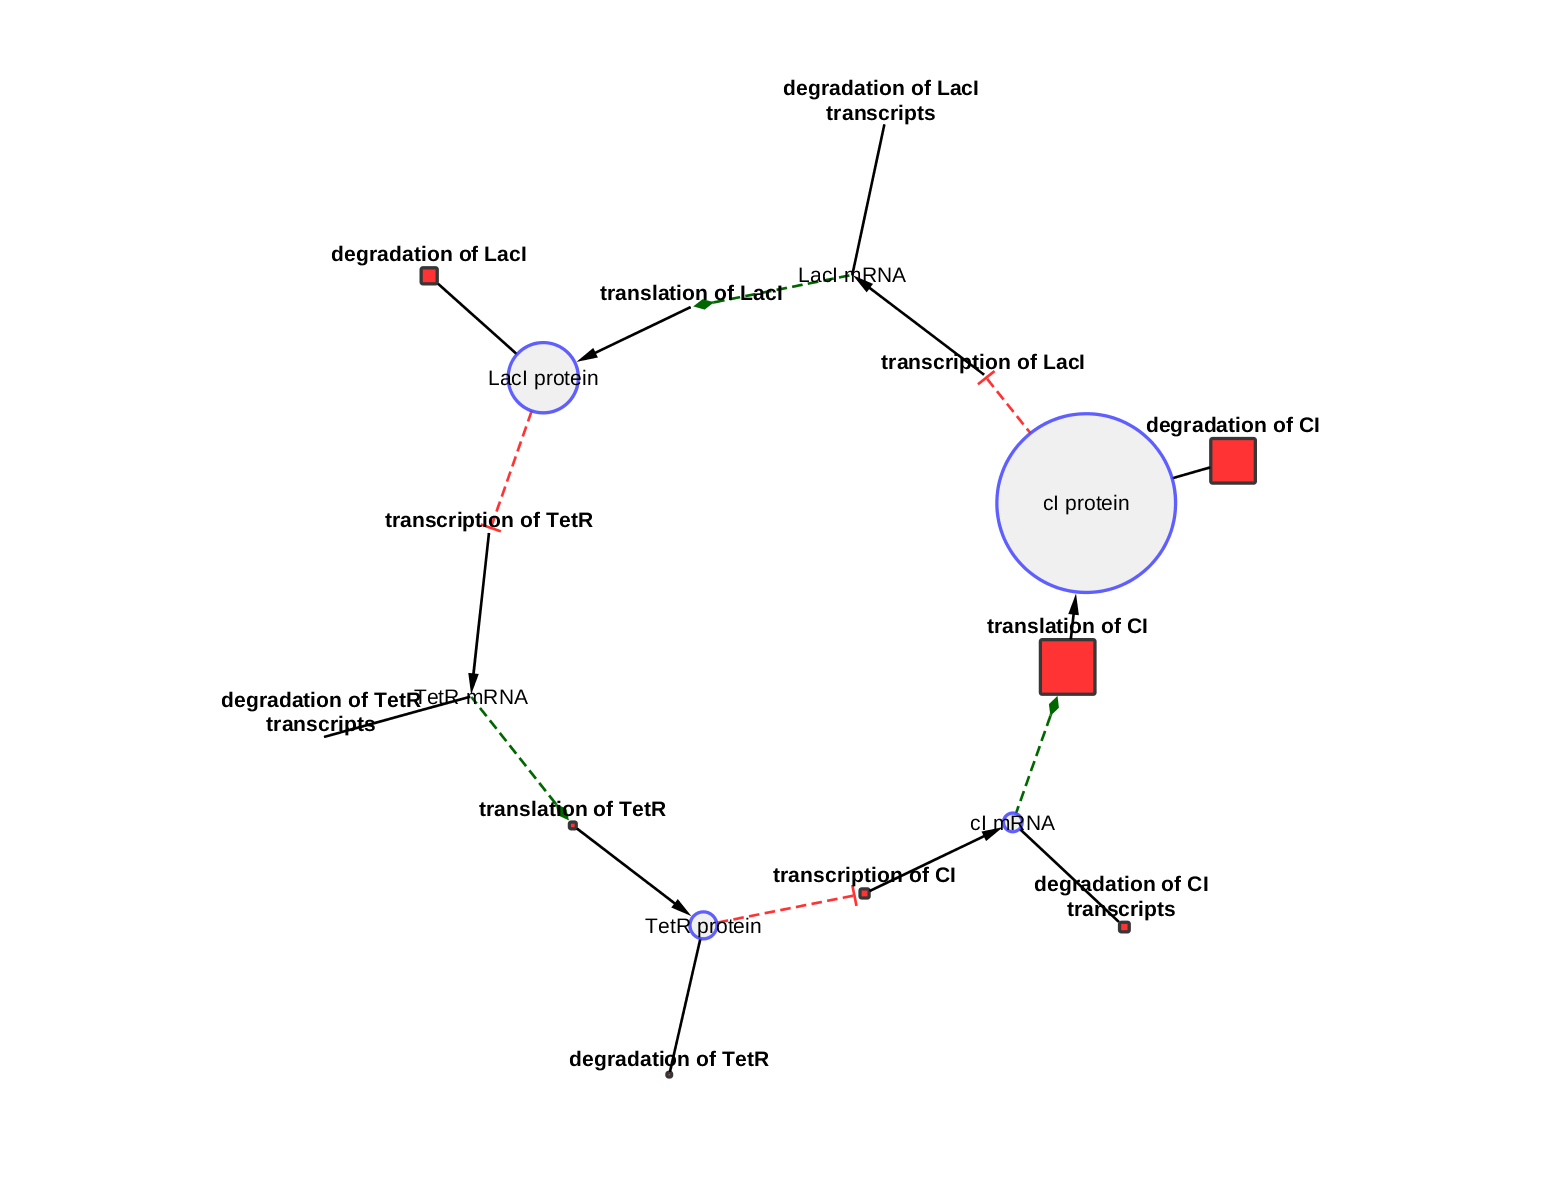 degradation of LacI
transcripts
degradation of LacI
LacI mRNA
translation of LacI
transcription of LacI
LacI protein
degradation of CI
cI protein
transcription of TetR
translation of CI
degradation of TetR
transcripts
TetR mRNA
translation of TetR
cI mRNA
transcription of CI
degradation of CI
transcripts
TetR protein
degradation of TetR